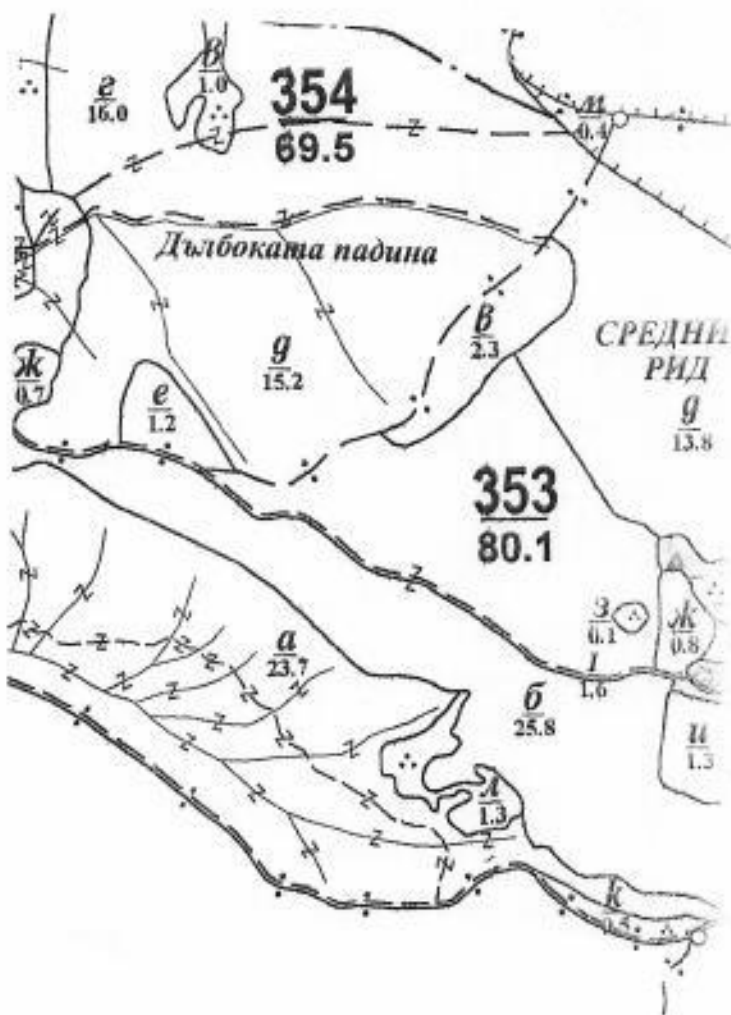 в
1.0
г
16.0
354
69.5
м
0.4
Дълбоката падина
в
2.3
СРЕДНИ
РИД
д
13.8
д
15.2
ж
0.7
е
1.2
353
80.1
з
0.1
ж
0.8
1
1.6
а
23.7
б
25.8
и
1.3
л
1.3
k